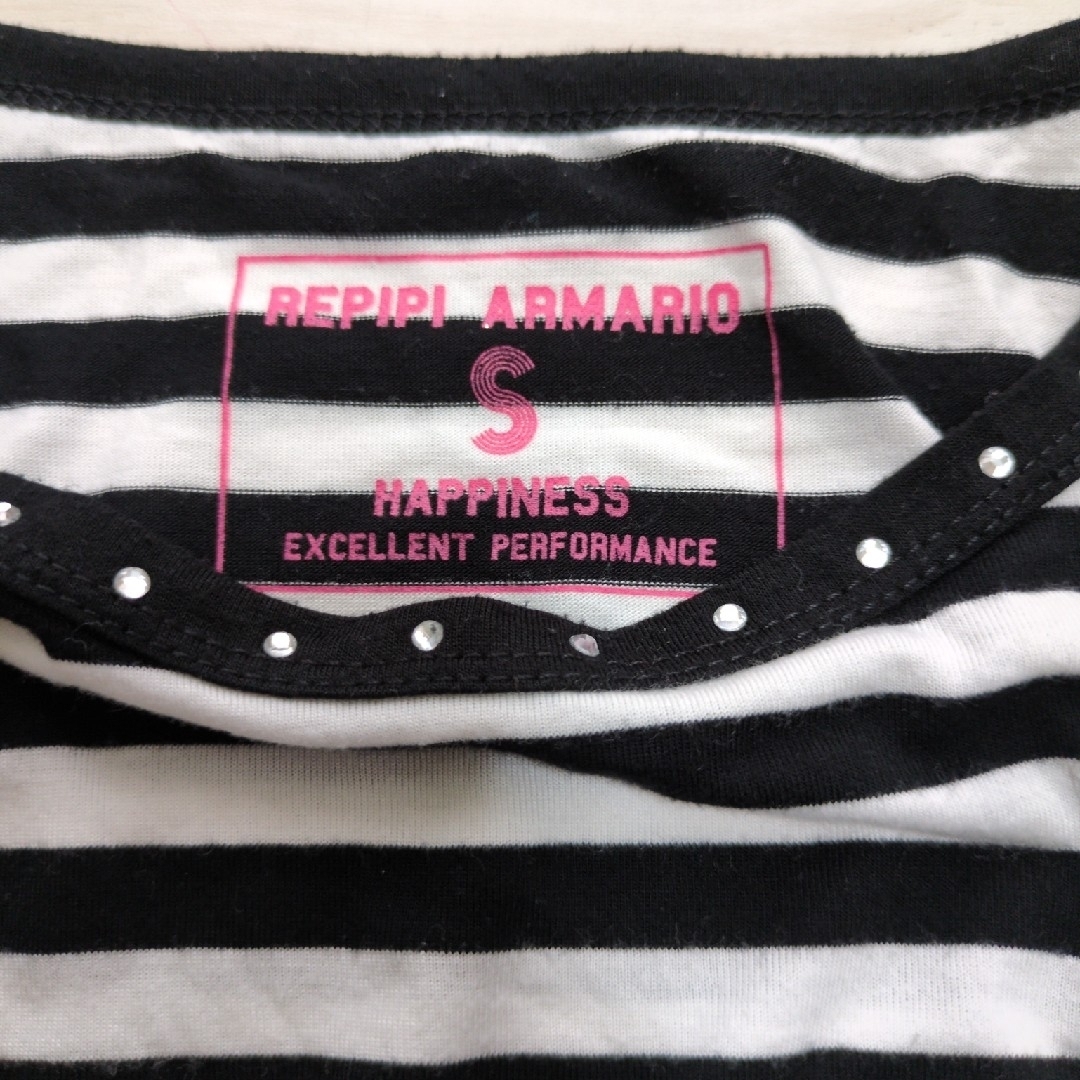 REPIPI ARMARIO
S
HAPPINESS
EXCELLENT PERFORMANCE